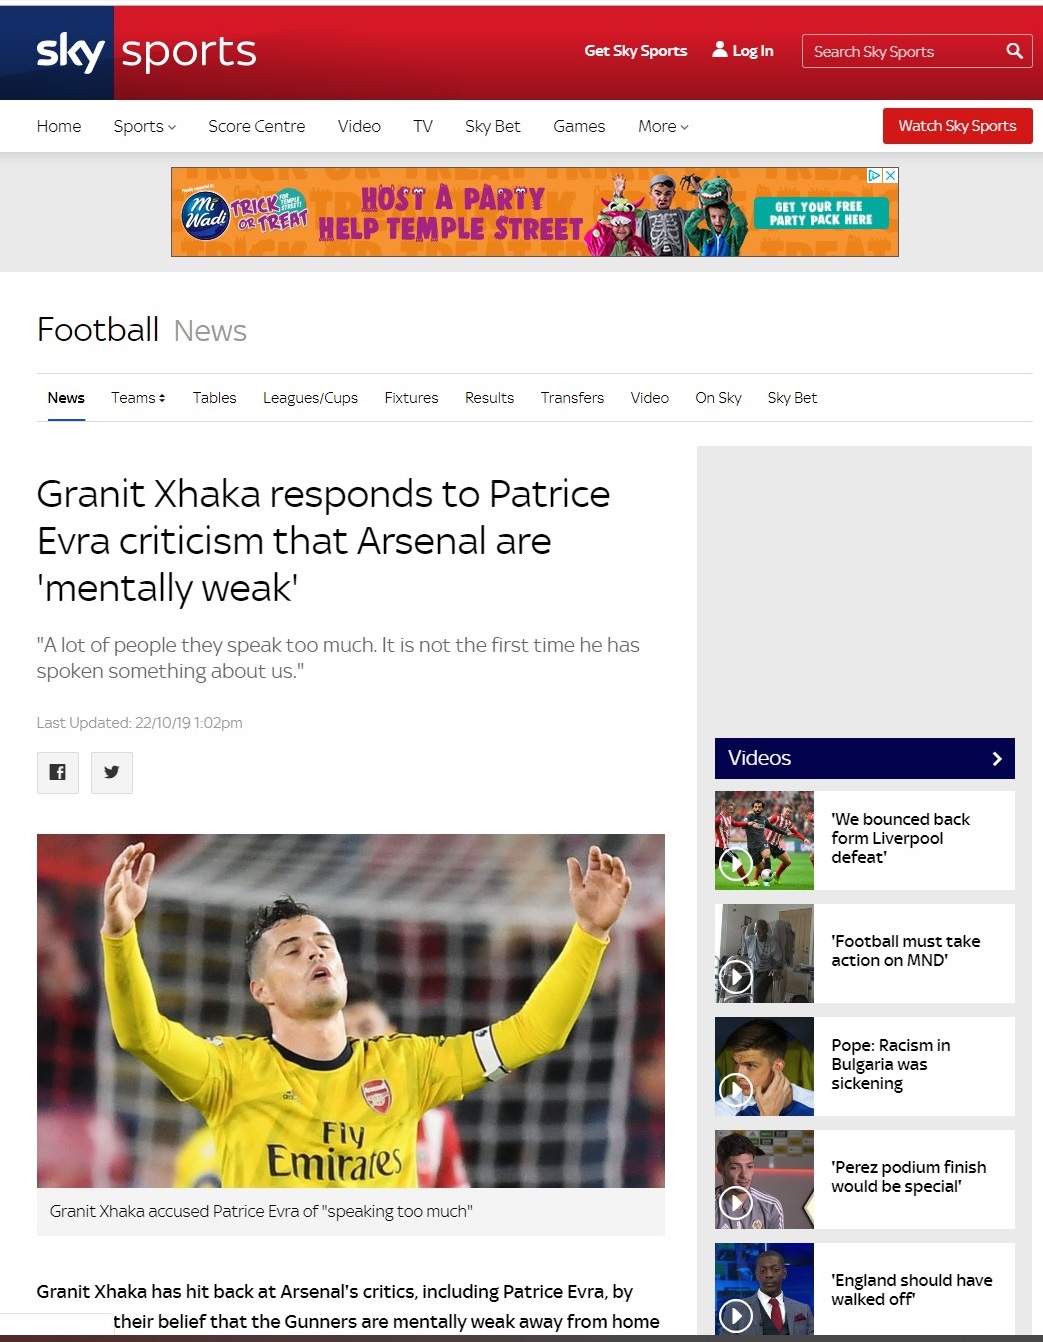 sky sports
Get Sky Sports
Log In
Search Sky Sports
Home
Sports
Score Centre
Video
TV
Sky Bet
Games
More
Watch Sky Sports
Mi Wadi
TRICK OR TREAT
FOR TEMPLE STREET!
HOST A PARTY
HELP TEMPLE STREET
GET YOUR FREE
PARTY PACK HERE
Football News
News
Teams
Tables
Leagues/Cups
Fixtures
Results
Transfers
Video
On Sky
Sky Bet
Granit Xhaka responds to Patrice
Evra criticism that Arsenal are
'mentally weak'
"A lot of people they speak too much. It is not the first time he has
spoken something about us."
Last Updated: 22/10/19 1:02pm
Arsenal
Fly
Emirates
Granit Xhaka accused Patrice Evra of "speaking too much"
Granit Xhaka has hit back at Arsenal's critics, including Patrice Evra, by
their belief that the Gunners are mentally weak away from home
Videos
'We bounced back
form Liverpool
defeat'
'Football must take
action on MND'
Pope: Racism in
Bulgaria was
sickening
'Perez podium finish
would be special'
'England should have
walked off'